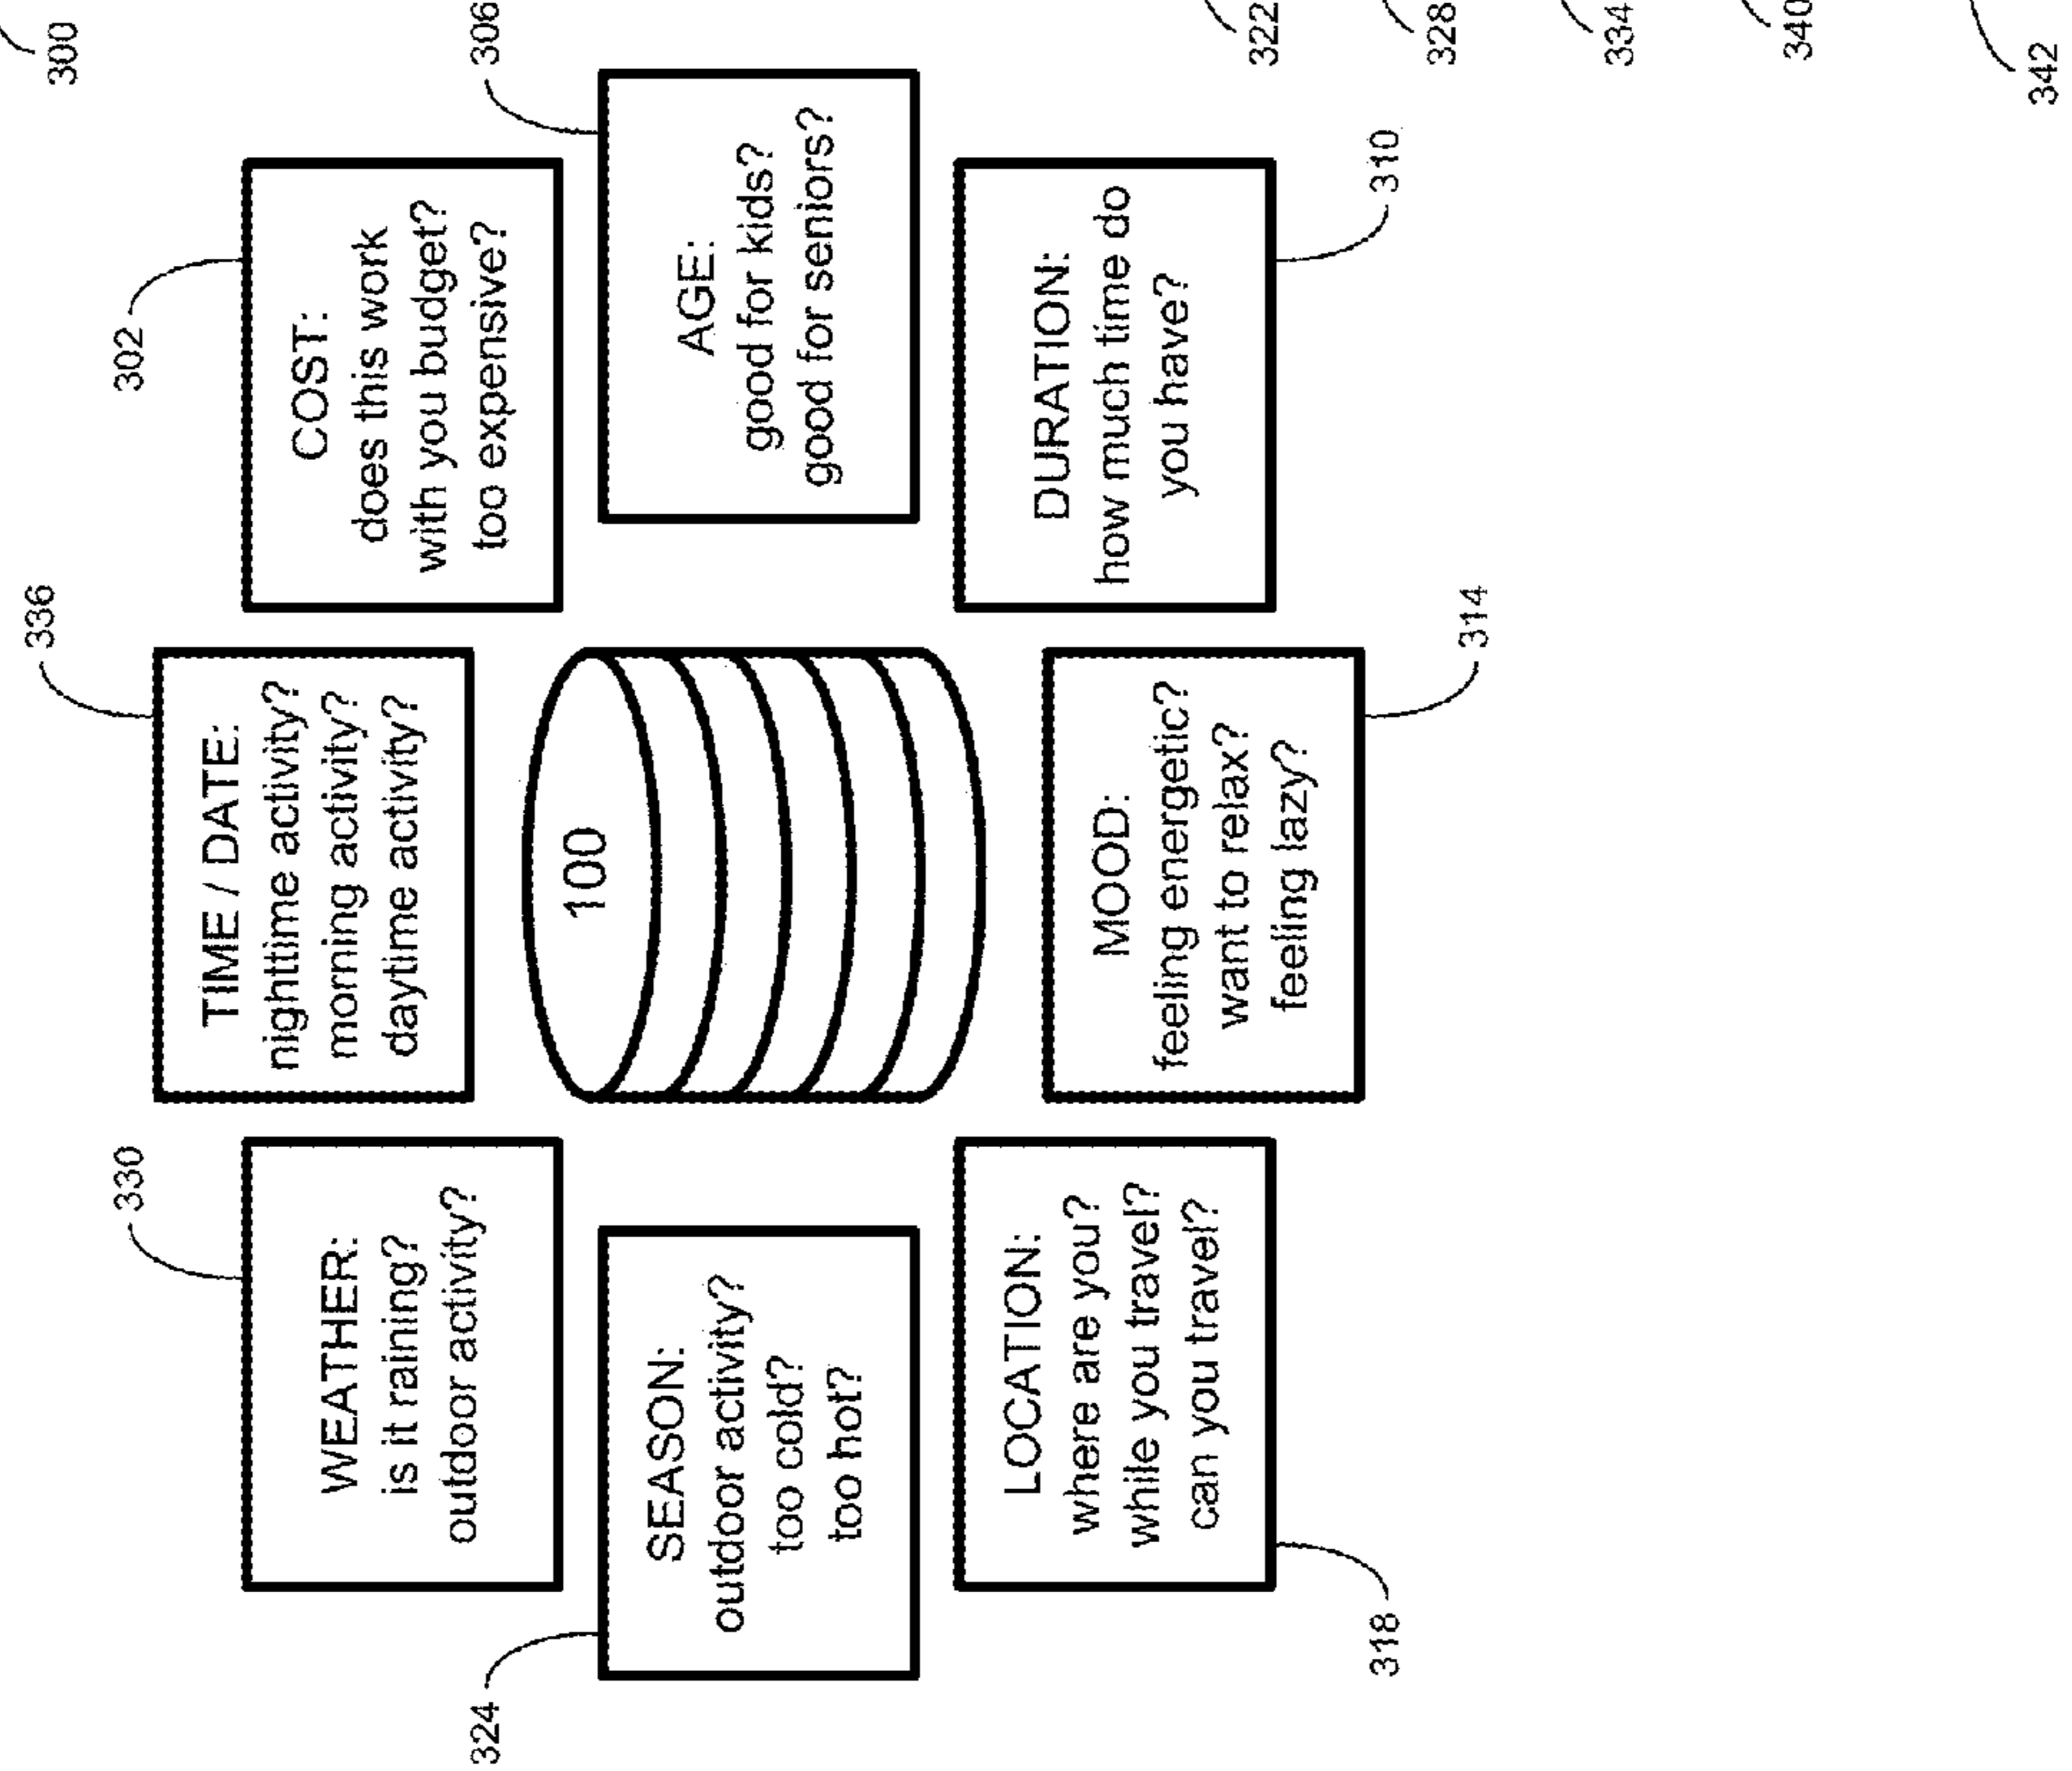 300
336
TIME / DATE:
nighttime activity?
morning activity?
daytime activity?
330
WEATHER:
is it raining?
outdoor activity?
302
COST:
does this work
with you budget?
too expensive?
324
SEASON:
outdoor activity?
too cold?
too hot?
100
306
AGE:
good for kids?
good for seniors?
318
LOCATION:
where are you?
while you travel?
can you travel?
314
MOOD:
feeling energetic?
want to relax?
feeling lazy?
310
DURATION:
how much time do
you have?
322
328
334
340
342